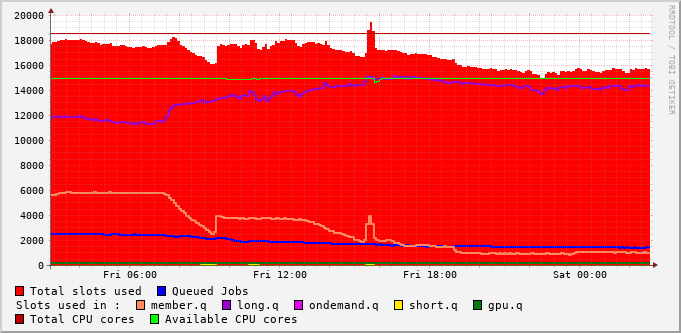 20000
18000
16000
14000
12000
10000
8000
6000
4000
2000
0
Fri 06:00 Fri 12:00 Fri 18:00 Sat 00:00
RRDTOOL / TOBI OETIKER
Total slots used Queued Jobs
Slots used in : member.q long.q ondemand.q short.q gpu.q
Total CPU cores Available CPU cores